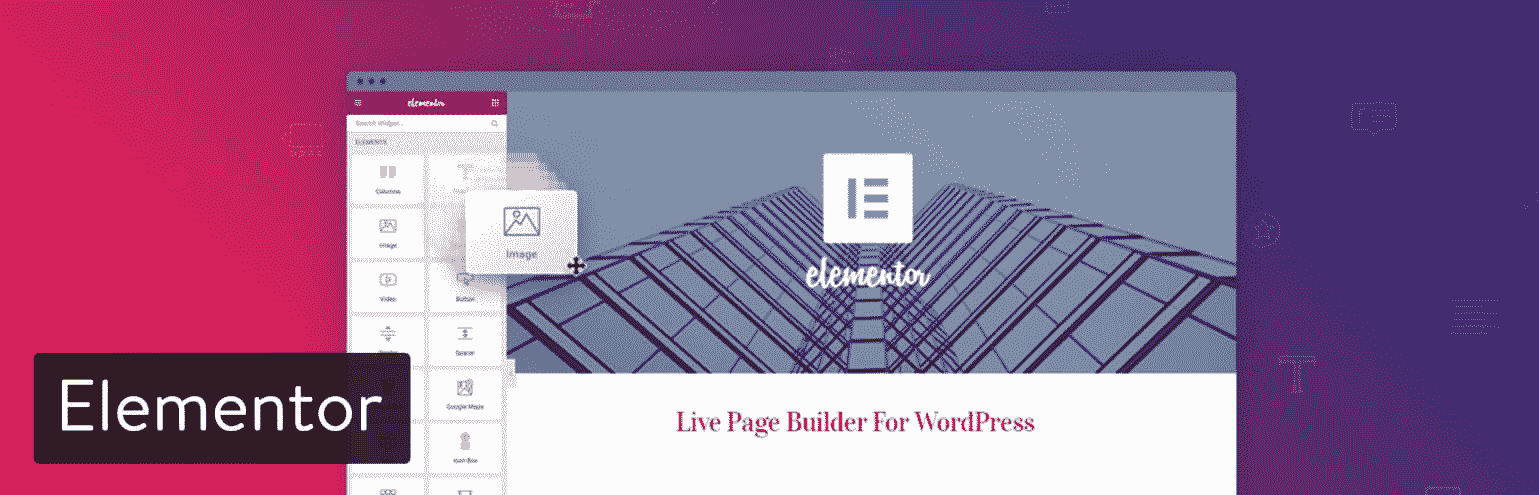 elementor
Search Widget...
ELEMENTS
Columns
Image
Image
Video
Button
Spacer
Google Maps
Icon Box
elementor
Live Page Builder For WordPress
Elementor